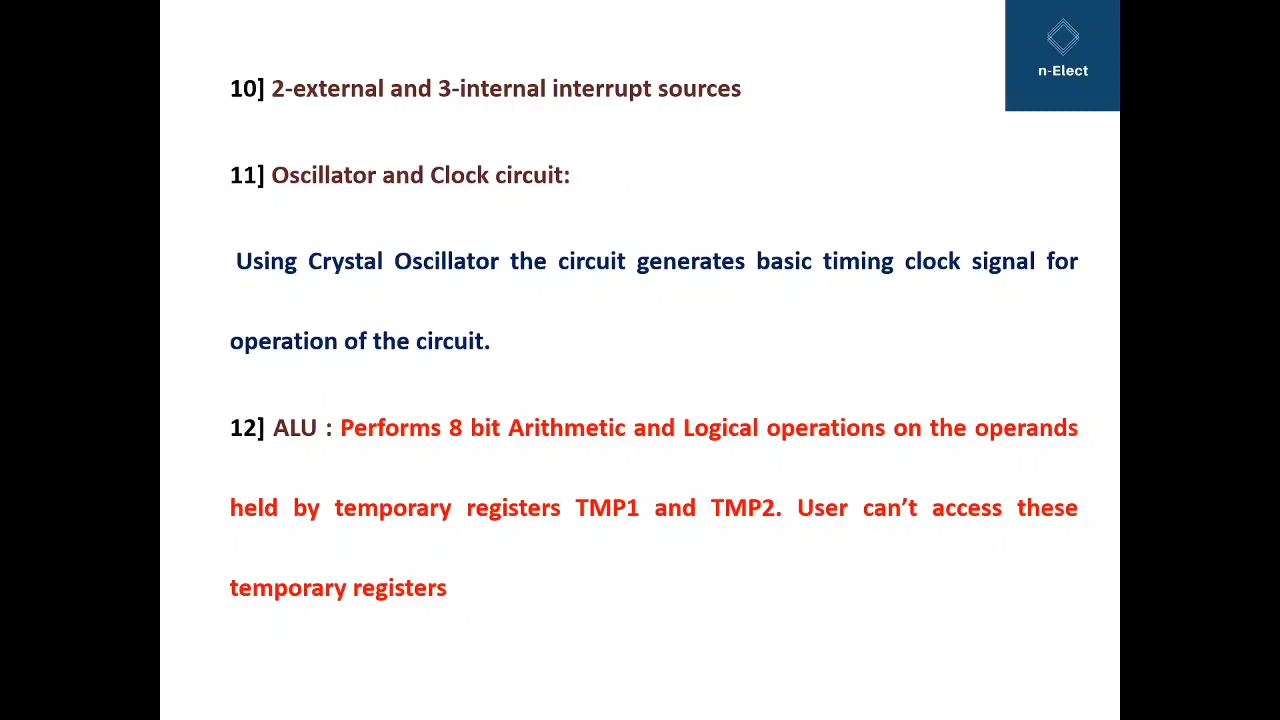 n-Elect
10] 2-external and 3-internal interrupt sources
11] Oscillator and Clock circuit:
Using Crystal Oscillator the circuit generates basic timing clock signal for
operation of the circuit.
12] ALU : Performs 8 bit Arithmetic and Logical operations on the operands
held by temporary registers TMP1 and TMP2. User can’t access these
temporary registers